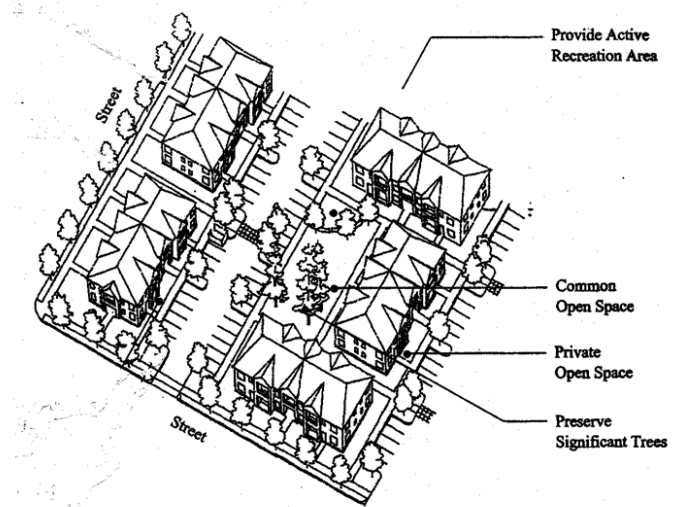 Provide Active
Recreation Area
Street
Common
Open Space
Private
Open Space
Preserve
Significant Trees
Street